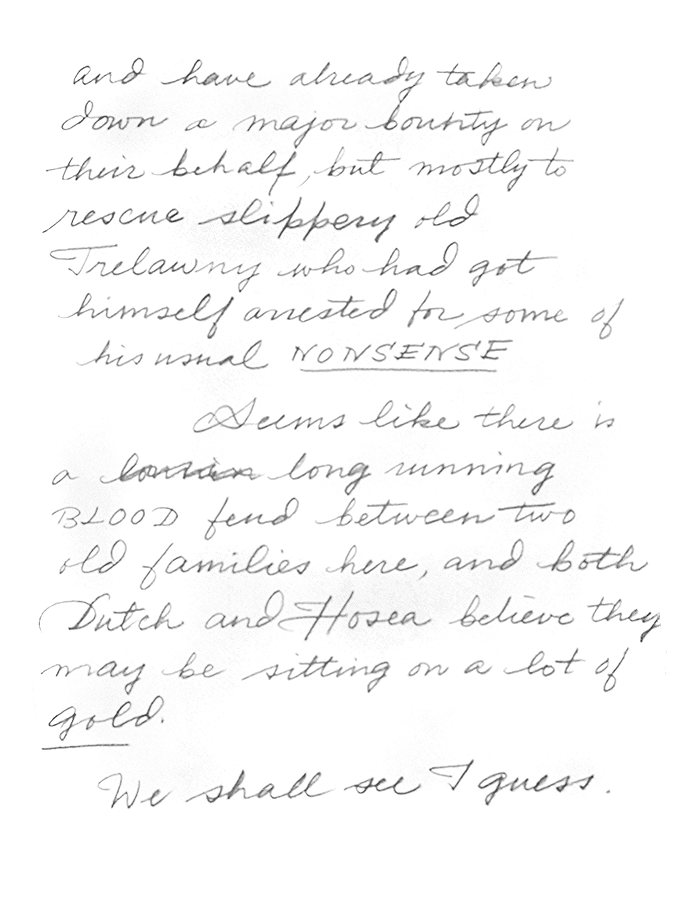 and have already taken
down a major bounty on
their behalf, but mostly to
rescue slippery old
Trelawny who had got
himself arrested for some of
his usual NONSENSE
Seems like there is
a long running
BLOOD feud between two
old families here, and both
Dutch and Hosea believe they
may be sitting on a lot of
gold.
We shall see I guess.